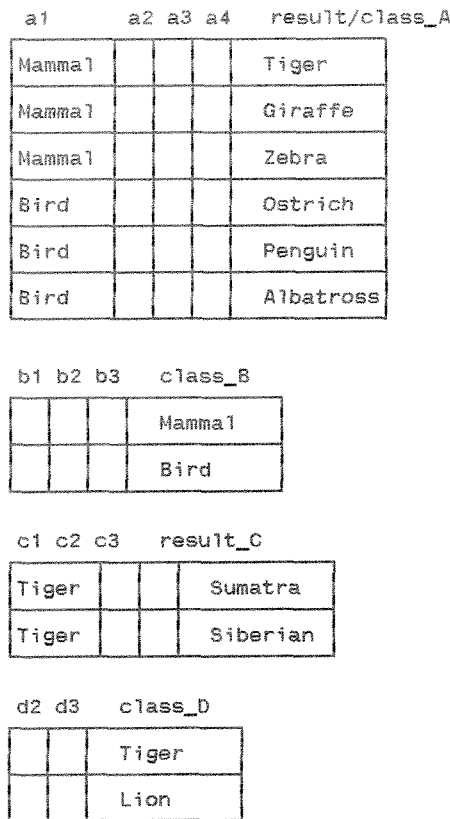 a1 a2 a3 a4 result/class_A
Mammal Tiger
Mammal Giraffe
Mammal Zebra
Bird Ostrich
Bird Penguin
Bird Albatross
b1 b2 b3 class_B
Mammal
Bird
c1 c2 c3 result_C
Tiger Sumatra
Tiger Siberian
d2 d3 class_D
Tiger
Lion